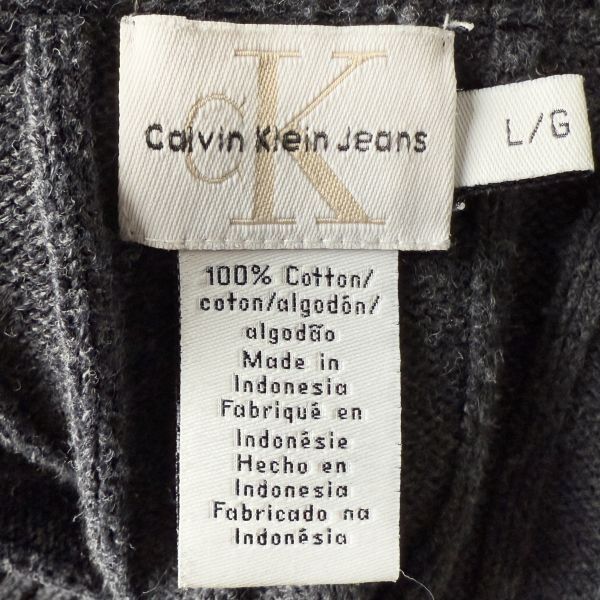 CK
Calvin Klein Jeans
L/G
100% Cotton/
coton/algodón/
algodão
Made in
Indonesia
Fabriqué en
Indonésie
Hecho en
Indonesia
Fabricado na
Indonésia